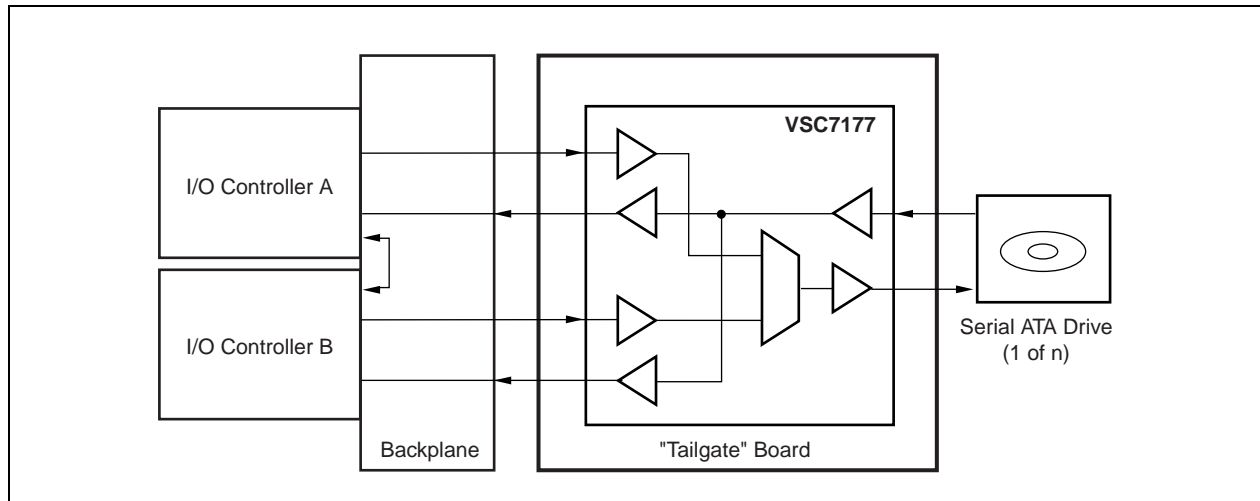 VSC7177
I/O Controller A
I/O Controller B
Serial ATA Drive
(1 of n)
Backplane
"Tailgate" Board